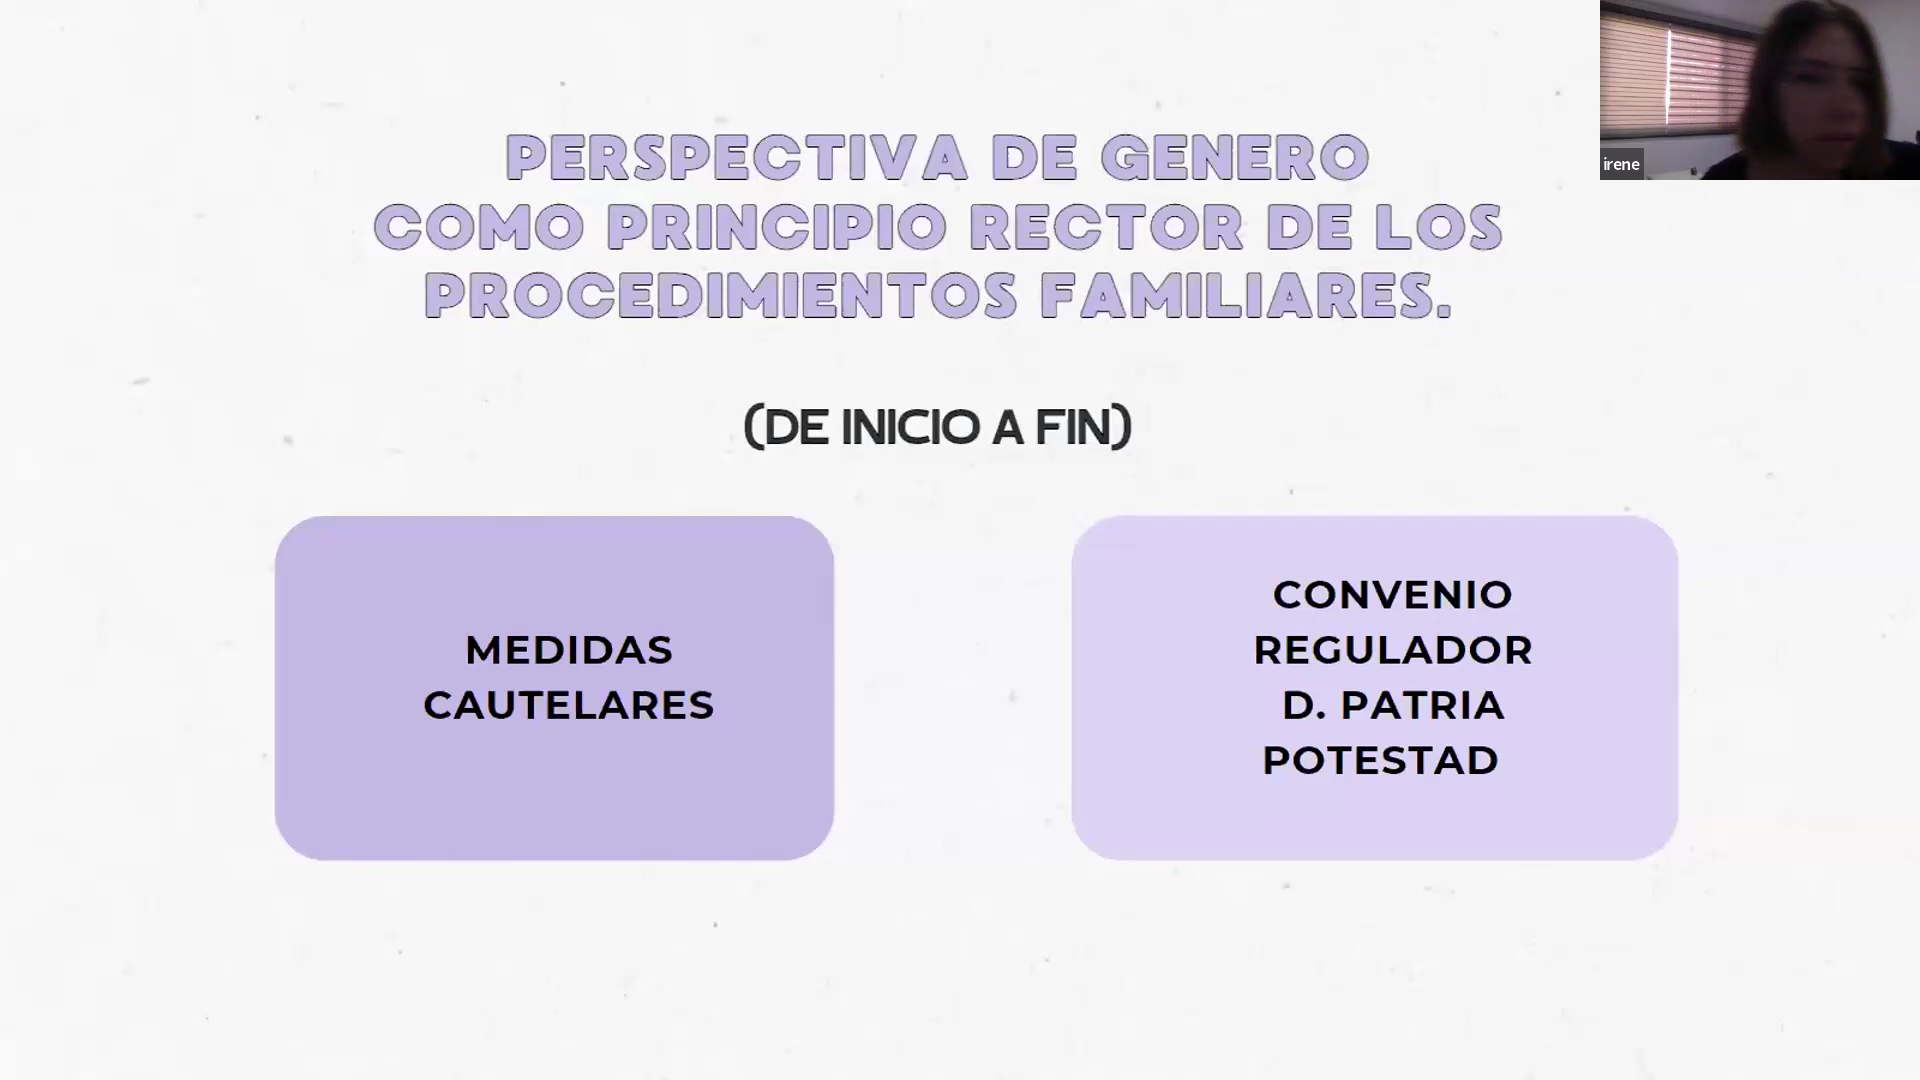 PERSPECTIVA DE GENERO
COMO PRINCIPIO RECTOR DE LOS
PROCEDIMIENTOS FAMILIARES.
(DE INICIO A FIN)
MEDIDAS
CAUTELARES
CONVENIO
REGULADOR
D. PATRIA
POTESTAD
irene